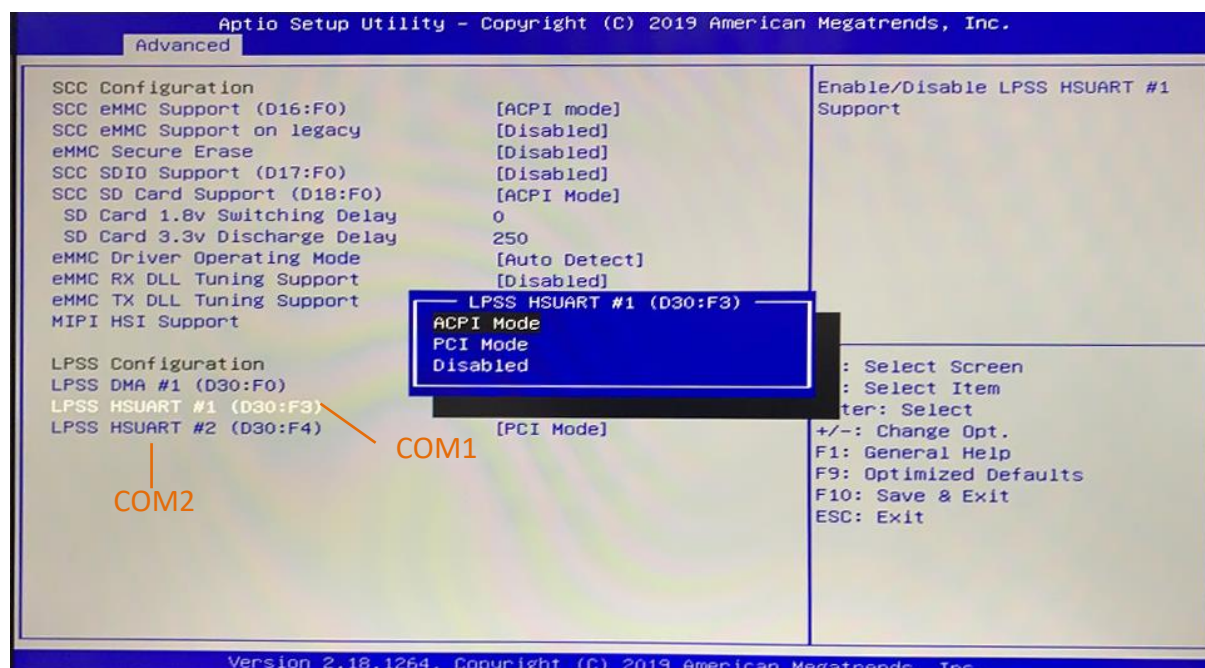 Aptio Setup Utility – Copyright (C) 2019 American Megatrends, Inc.
Advanced
SCC Configuration
SCC eMMC Support (D16:F0) [ACPI mode]
SCC eMMC Support on legacy [Disabled]
eMMC Secure Erase [Disabled]
SCC SDIO Support (D17:F0) [Disabled]
SCC SD Card Support (D18:F0) [ACPI Mode]
SD Card 1.8v Switching Delay 0
SD Card 3.3v Discharge Delay 250
eMMC Driver Operating Mode [Auto Detect]
eMMC RX DLL Tuning Support [Disabled]
eMMC TX DLL Tuning Support
MIPI HSI Support
LPSS Configuration
LPSS DMA #1 (D30:F0)
LPSS HSUART #1 (D30:F3)
LPSS HSUART #2 (D30:F4) [PCI Mode]
COM1
COM2
LPSS HSUART #1 (D30:F3)
ACPI Mode
PCI Mode
Disabled
Enable/Disable LPSS HSUART #1
Support
: Select Screen
: Select Item
ter: Select
+/-: Change Opt.
F1: General Help
F9: Optimized Defaults
F10: Save & Exit
ESC: Exit
Version 2.18.1264. Copyright (C) 2019 American Megatrends, Inc.